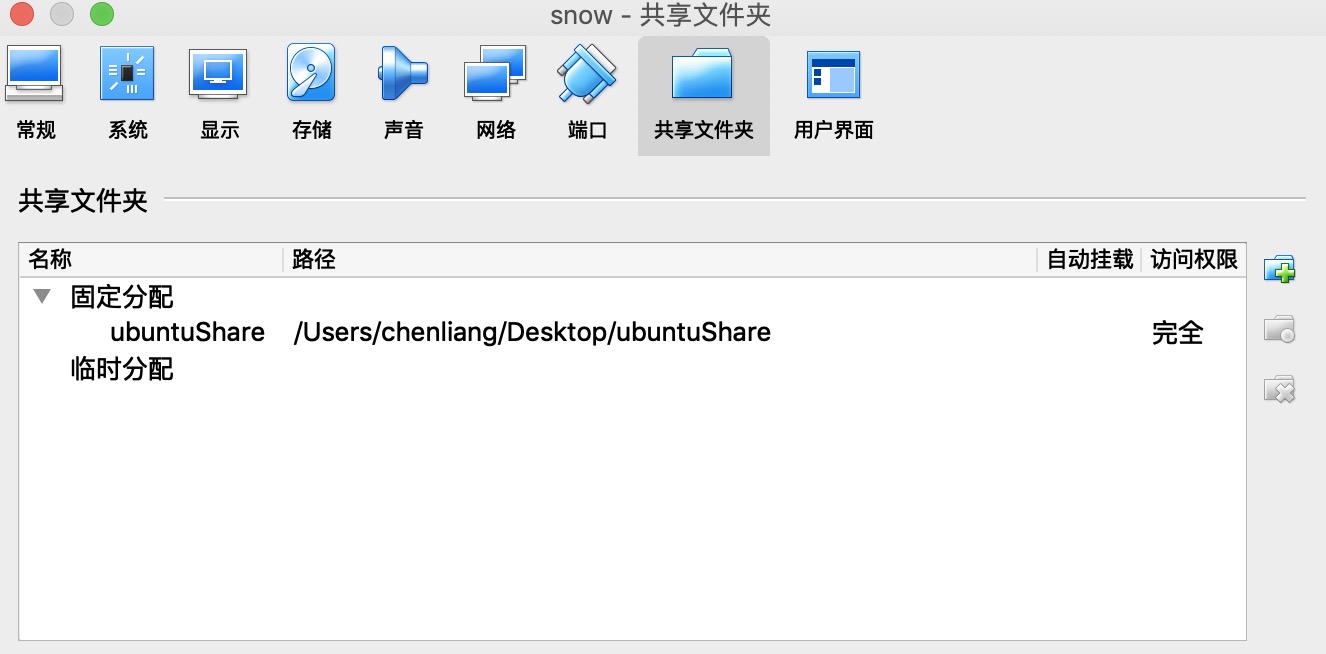 snow - 共享文件夹
常规 系统 显示 存储 声音 网络 端口 共享文件夹 用户界面
共享文件夹
名称 路径 自动挂载 访问权限
固定分配
ubuntuShare /Users/chenliang/Desktop/ubuntuShare 完全
临时分配